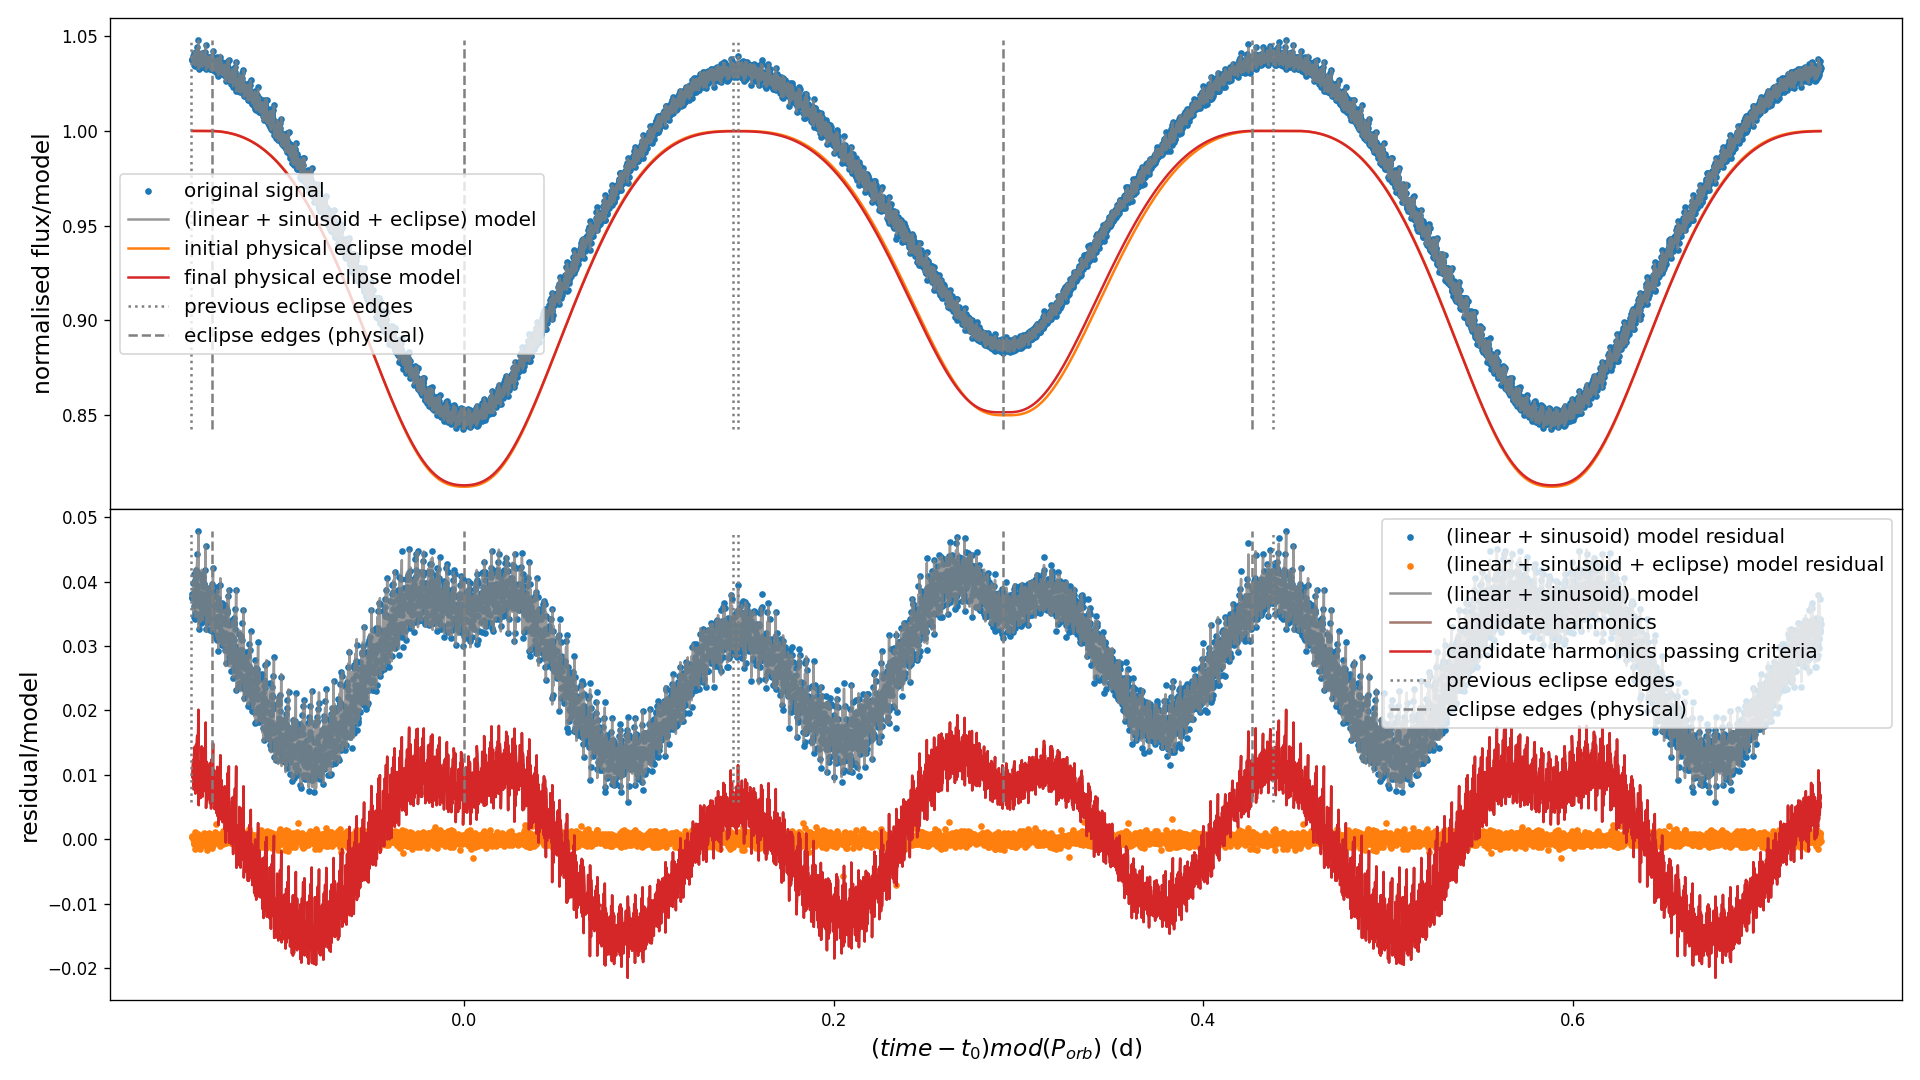 1.05
1.00
0.95
0.90
0.85
normalised flux/model
original signal
(linear + sinusoid + eclipse) model
initial physical eclipse model
final physical eclipse model
previous eclipse edges
eclipse edges (physical)
0.05
0.04
0.03
0.02
0.01
0.00
−0.01
−0.02
residual/model
(linear + sinusoid) model residual
(linear + sinusoid + eclipse) model residual
(linear + sinusoid) model
candidate harmonics
candidate harmonics passing criteria
previous eclipse edges
eclipse edges (physical)
0.0 0.2 0.4 0.6
(time − t₀)mod(P_orb) (d)